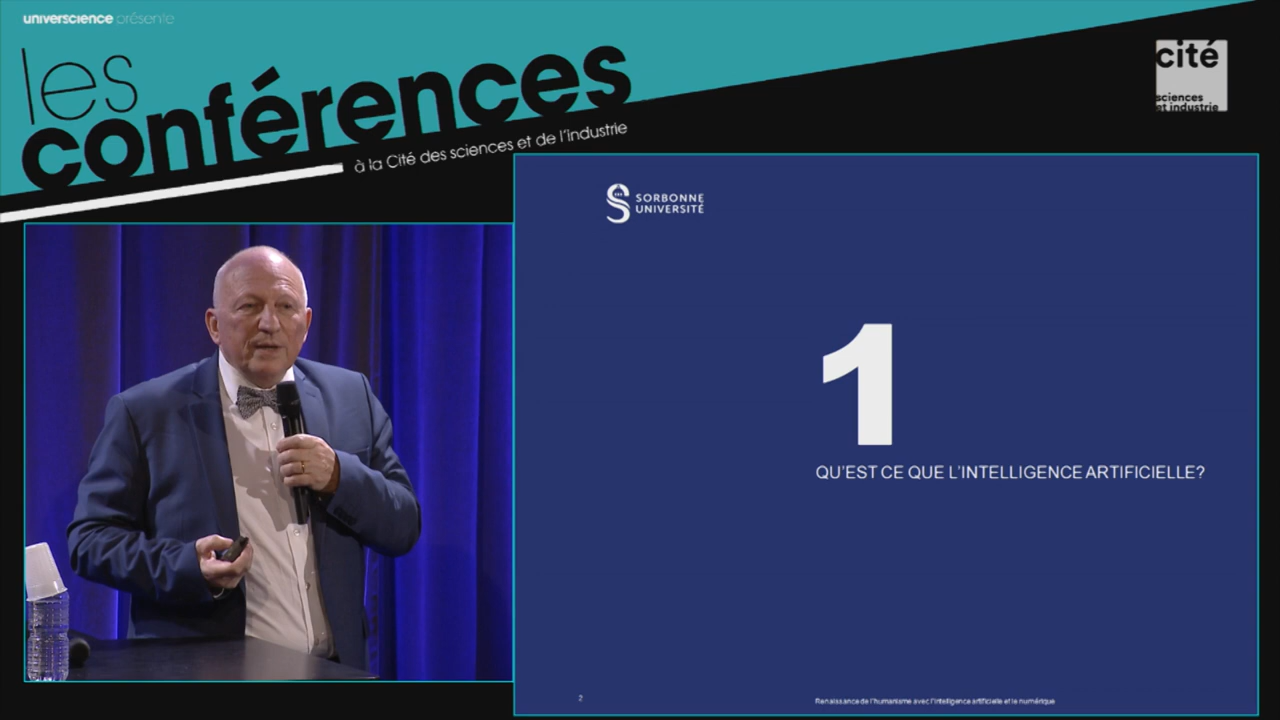 universcience présente
les
conférences
à la Cité des sciences et de l'industrie
cité
sciences
et industrie
SORBONNE
UNIVERSITÉ
1
QU'EST CE QUE L'INTELLIGENCE ARTIFICIELLE?
2
Renaissance de l'humanisme avec l'intelligence artificielle et le numérique